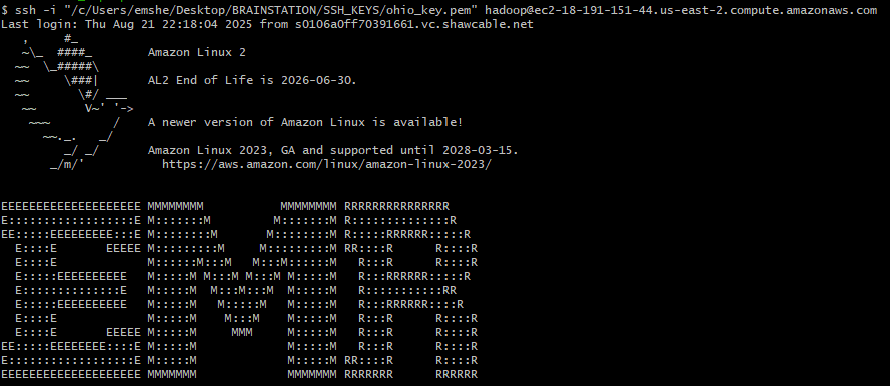 $ ssh -i "/c/Users/emshe/Desktop/BRAINSTATION/SSH_KEYS/ohio_key.pem" hadoop@ec2-18-191-151-44.us-east-2.compute.amazonaws.com
Last login: Thu Aug 21 22:18:04 2025 from s0106a0ff70391661.vc.shawcable.net
   ,     #_
   ~\_  ####_        Amazon Linux 2
  ~~  \_#####\
  ~~     \###|       AL2 End of Life is 2026-06-30.
  ~~       \#/ ___
   ~~       V~' '->
    ~~~         /    A newer version of Amazon Linux is available!
      ~~._.   _/
         _/ _/       Amazon Linux 2023, GA and supported until 2028-03-15.
       _/m/'           https://aws.amazon.com/linux/amazon-linux-2023/

EEEEEEEEEEEEEEEEEEEE MMMMMMMM           MMMMMMMM RRRRRRRRRRRRRRR
E::::::::::::::::::E M:::::::M         M:::::::M R::::::::::::::R
EE:::::EEEEEEEEE:::E M::::::::M       M::::::::M R:::::RRRRRR:::::R
  E::::E       EEEEE M:::::::::M     M:::::::::M RR::::R      R::::R
  E::::E             M::::::M:::M   M:::M::::::M   R:::R      R::::R
  E:::::EEEEEEEEEE   M:::::M M:::M M:::M M:::::M   R:::RRRRRR:::::R
  E::::::::::::::E   M:::::M  M:::M:::M  M:::::M   R:::::::::::RR
  E:::::EEEEEEEEEE   M:::::M   M:::::M   M:::::M   R:::RRRRRR::::R
  E::::E             M:::::M    M:::M    M:::::M   R:::R      R::::R
  E::::E       EEEEE M:::::M     MMM     M:::::M   R:::R      R::::R
EE:::::EEEEEEEE::::E M:::::M             M:::::M   R:::R      R::::R
E::::::::::::::::::E M:::::M             M:::::M RR::::R      R::::R
EEEEEEEEEEEEEEEEEEEE MMMMMMM             MMMMMMM RRRRRRR      RRRRRR